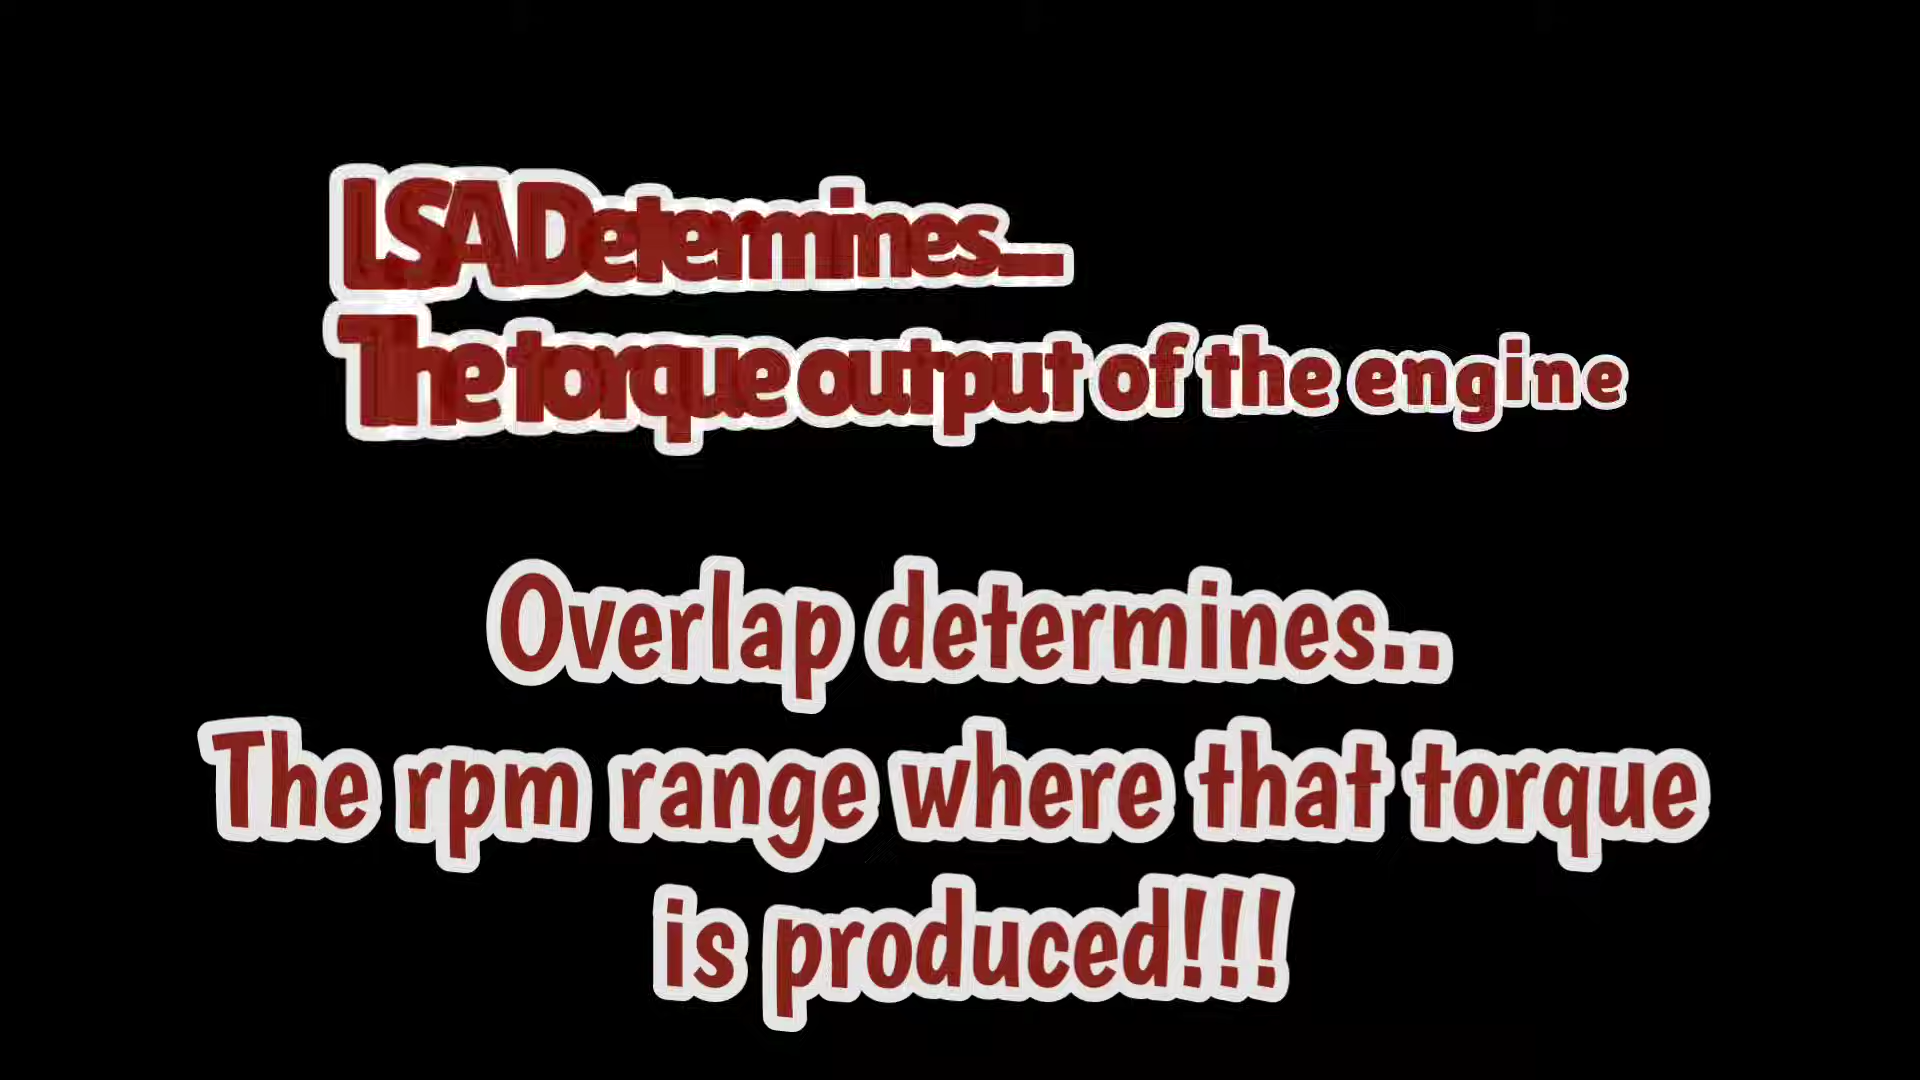 LSA Determines...
The torque output of the engine
Overlap determines..
The rpm range where that torque
is produced!!!